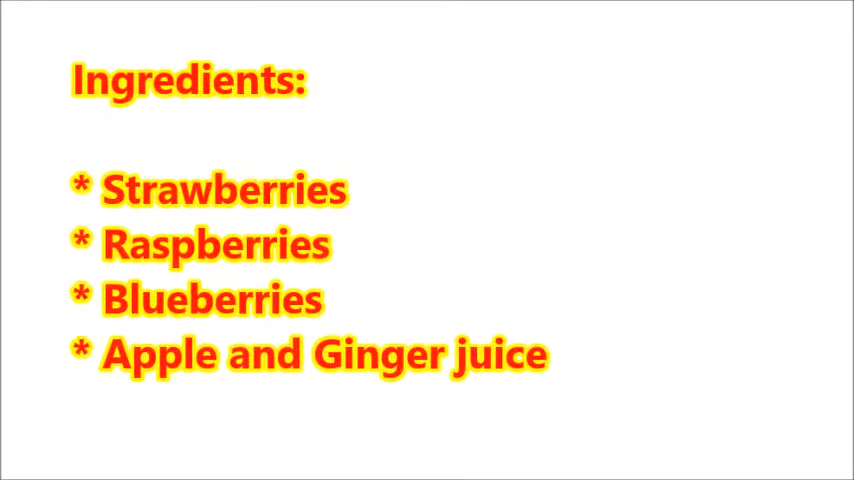 Ingredients:
* Strawberries
* Raspberries
* Blueberries
* Apple and Ginger juice